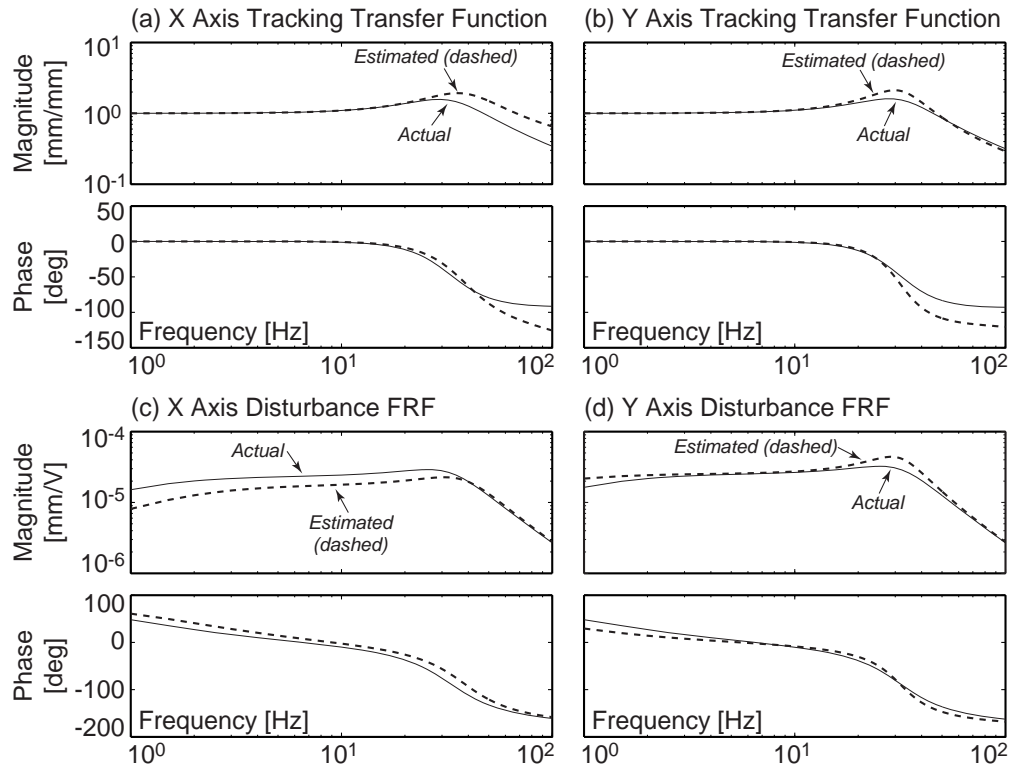 (a) X Axis Tracking Transfer Function
Magnitude
[mm/mm]
10¹
10⁰
10⁻¹
Estimated (dashed)
Actual
Phase
[deg]
50
0
-50
-100
-150
Frequency [Hz]
10⁰
10¹
10²
(b) Y Axis Tracking Transfer Function
Estimated (dashed)
Actual
Frequency [Hz]
10⁰
10¹
10²
(c) X Axis Disturbance FRF
Magnitude
[mm/V]
10⁻⁴
10⁻⁵
10⁻⁶
Actual
Estimated
(dashed)
Phase
[deg]
100
0
-100
-200
Frequency [Hz]
10⁰
10¹
10²
(d) Y Axis Disturbance FRF
Estimated (dashed)
Actual
Frequency [Hz]
10⁰
10¹
10²